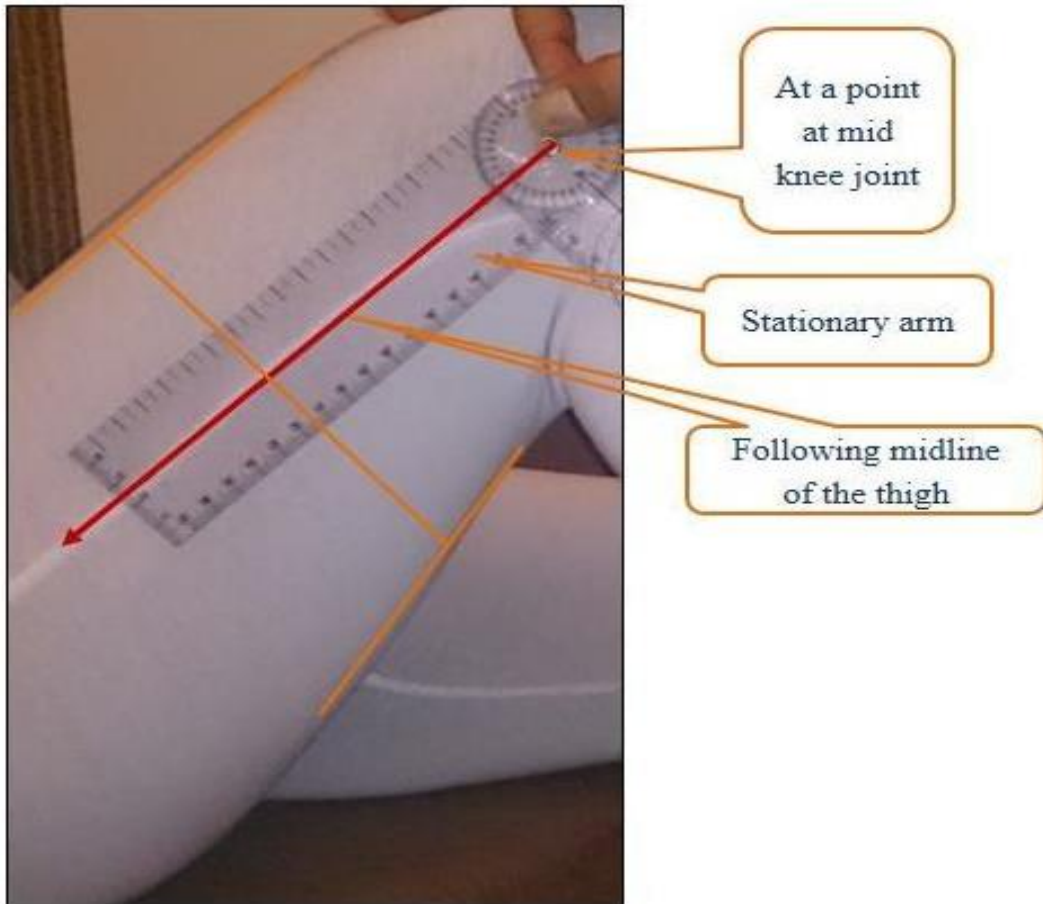 At a point
at mid
knee joint
Stationary arm
Following midline
of the thigh